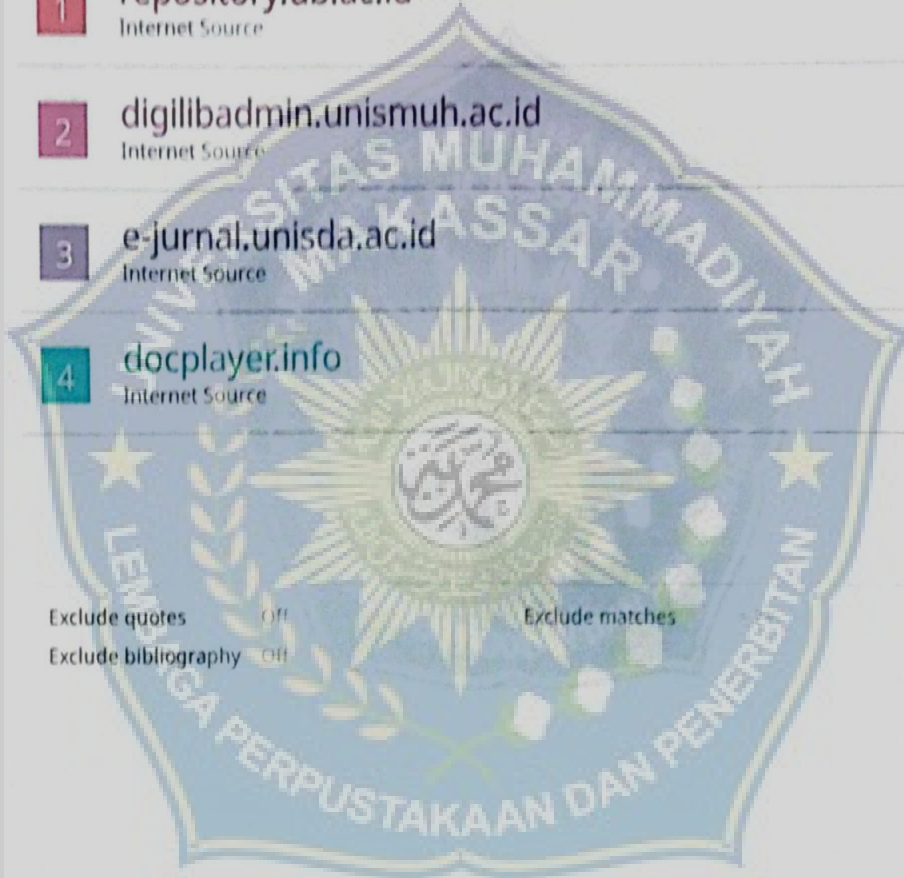 1
Internet Source
2 digilibadmin.unismuh.ac.id
Internet Source
3 e-jurnal.unisda.ac.id
Internet Source
4 docplayer.info
Internet Source
Exclude quotes Off
Exclude matches
Exclude bibliography Off
UNIVERSITAS MUHAMMADIYAH
MAKASSAR
LEMBAGA PERPUSTAKAAN DAN PENERBITAN